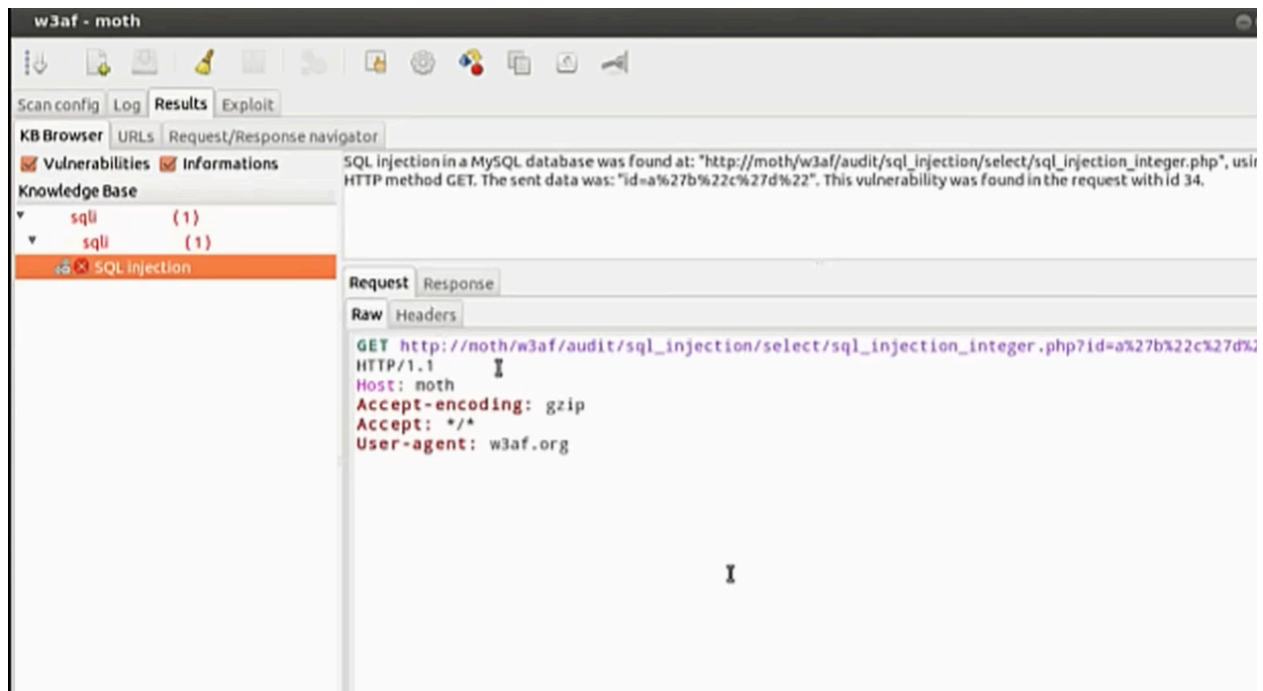 w3af - moth
Scan config Log Results Exploit
KB Browser URLs Request/Response navigator
Vulnerabilities Informations
Knowledge Base
sqli (1)
sqli (1)
SQL injection
SQL injection in a MySQL database was found at: "http://moth/w3af/audit/sql_injection/select/sql_injection_integer.php", usin
HTTP method GET. The sent data was: "id=a%27b%22c%27d%22". This vulnerability was found in the request with id 34.
Request Response
Raw Headers
GET http://moth/w3af/audit/sql_injection/select/sql_injection_integer.php?id=a%27b%22c%27d%2
HTTP/1.1
Host: moth
Accept-encoding: gzip
Accept: */*
User-agent: w3af.org